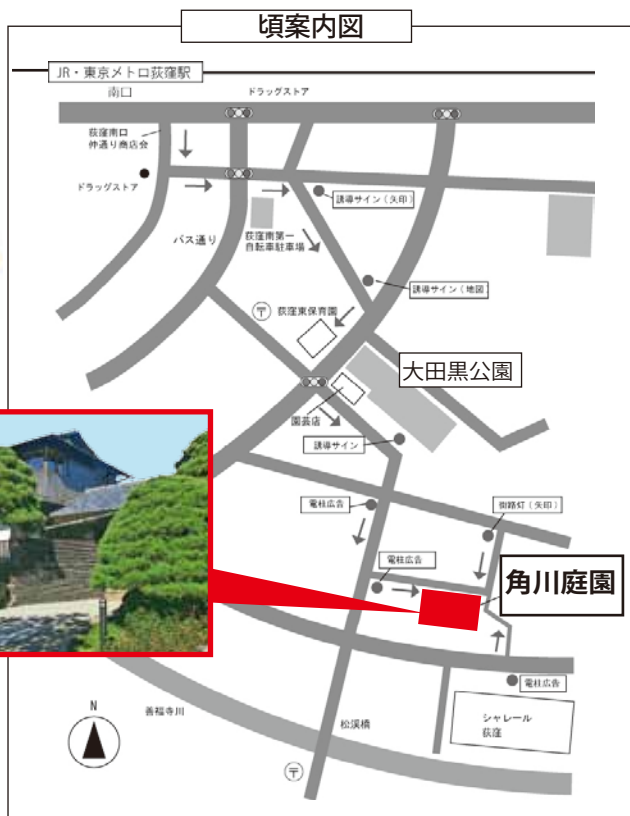 頃案内図
JR・東京メトロ荻窪駅
南口
ドラッグストア
荻窪南口
仲通り商店会
ドラッグストア
誘導サイン（矢印）
バス通り
荻窪南第一
自転車駐車場
誘導サイン（地図）
〒
荻窪東保育園
大田黒公園
園芸店
誘導サイン
電柱広告
街路灯（矢印）
電柱広告
角川庭園
電柱広告
N
善福寺川
松渓橋
シャレール
荻窪
〒